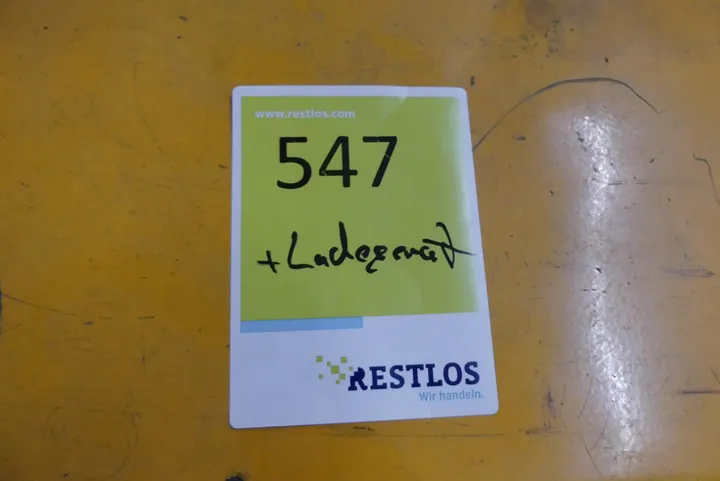 www.restlos.com
547
+ Ladegerät
RESTLOS
Wir handeln.